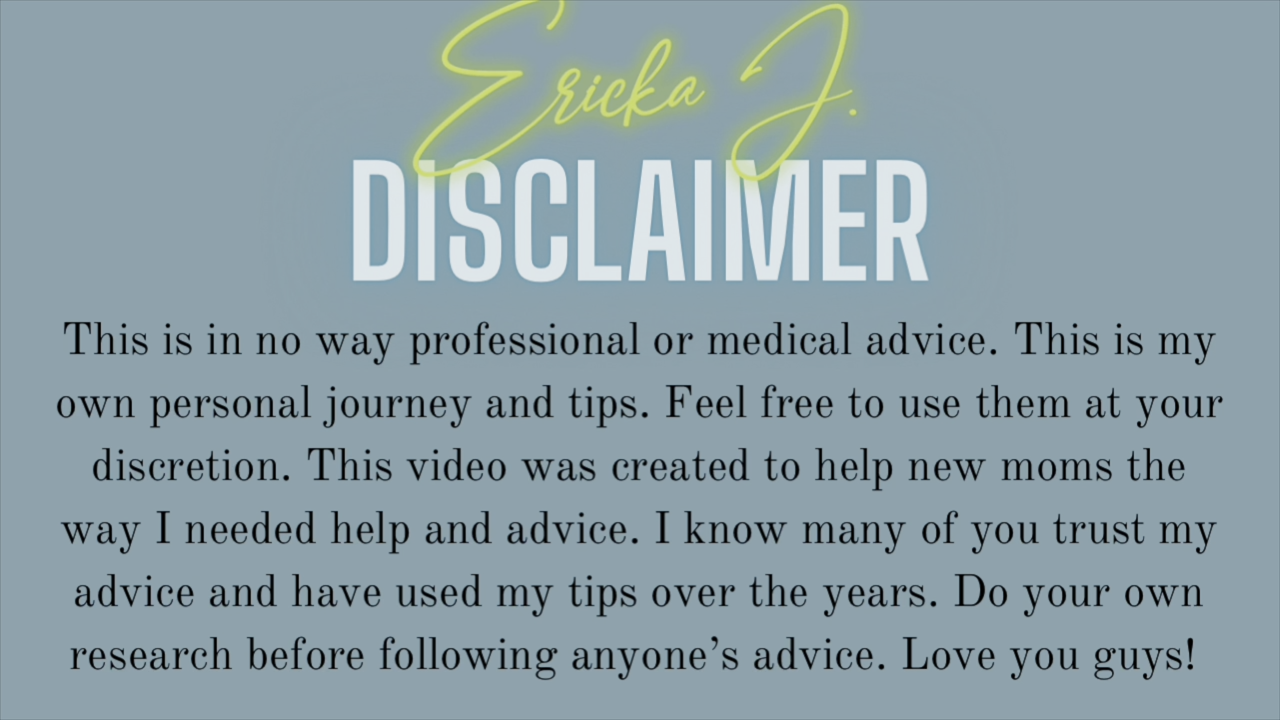 Ericka J.
DISCLAIMER
This is in no way professional or medical advice. This is my
own personal journey and tips. Feel free to use them at your
discretion. This video was created to help new moms the
way I needed help and advice. I know many of you trust my
advice and have used my tips over the years. Do your own
research before following anyone’s advice. Love you guys!